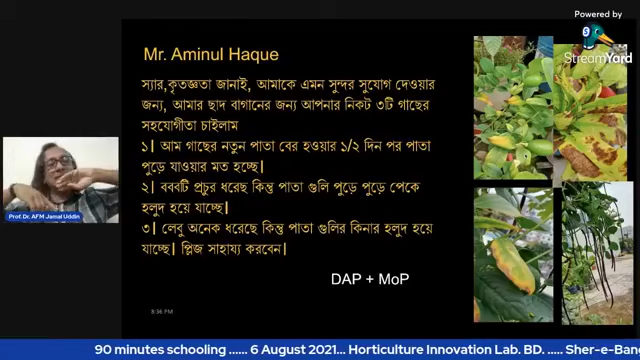 Powered by
StreamYard
Mr. Aminul Haque
স্যার,কৃতজ্ঞতা জানাই, আমাকে এমন সুন্দর সুযোগ দেওয়ার
জন্য, আমার ছাদ বাগানের জন্য আপনার নিকট ৩টি গাছের
সহযোগীতা চাইলাম
১| আম গাছের নতুন পাতা বের হওয়ার ১/২ দিন পর পাতা
পুড়ে যাওয়ার মত হচ্ছে|
২| বববটি প্রচুর ধরেছ কিন্তু পাতা গুলি পুড়ে পুড়ে পেকে
হলুদ হয়ে যাচ্ছে|
৩| লেবু অনেক ধরেছে কিন্তু পাতা গুলির কিনার হলুদ হয়ে
যাচ্ছে| প্লিজ সাহায্য করবেন|
DAP + MoP
Prof. Dr. AFM Jamal Uddin
8:36 PM
90 minutes schooling ...... 6 August 2021... Horticulture Innovation Lab. BD. ..... Sher-e-Ban